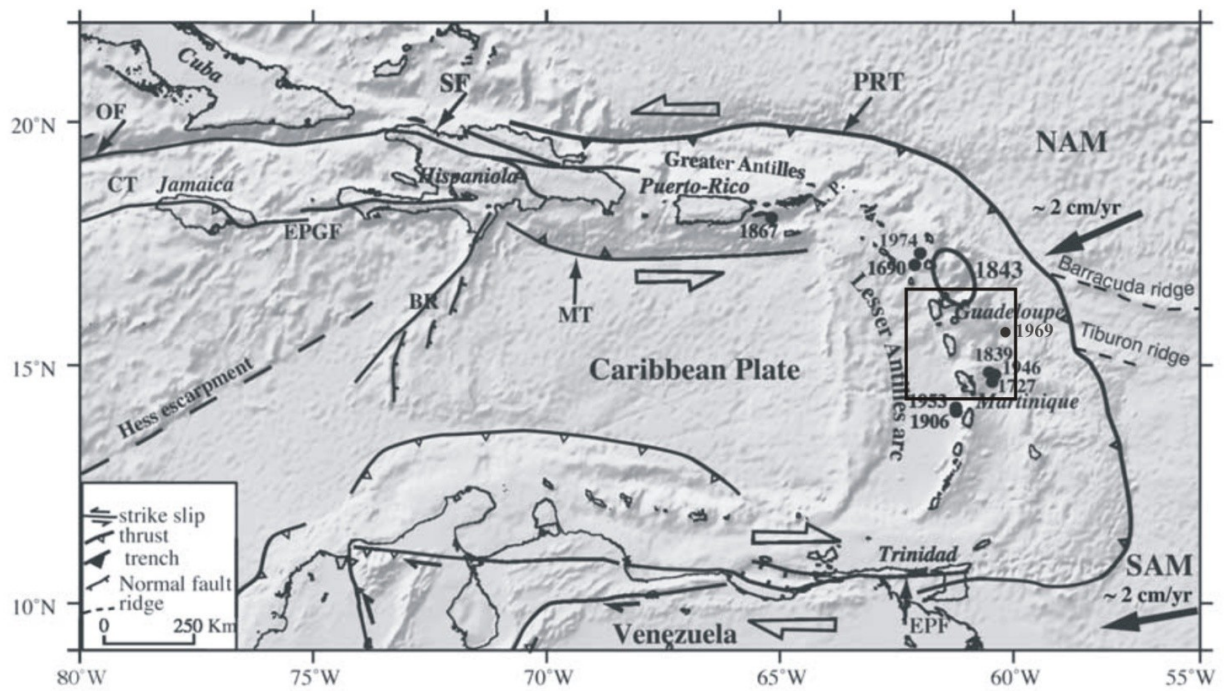 Cuba
SF
PRT
OF
20°N
NAM
Greater Antilles
CT
Jamaica
Hispaniola
Puerto-Rico
A. P.
~ 2 cm/yr
EPGF
1867
1974
1690
1843
Barracuda ridge
BR
MT
Lesser Antilles arc
Guadeloupe
1969
Tiburon ridge
15°N
Caribbean Plate
1839
1946
1727
Hess escarpment
1953
Martinique
1906
strike slip
thrust
trench
Normal fault
ridge
0 250 Km
Trinidad
SAM
~ 2 cm/yr
10°N
Venezuela
EPF
80°W 75°W 70°W 65°W 60°W 55°W